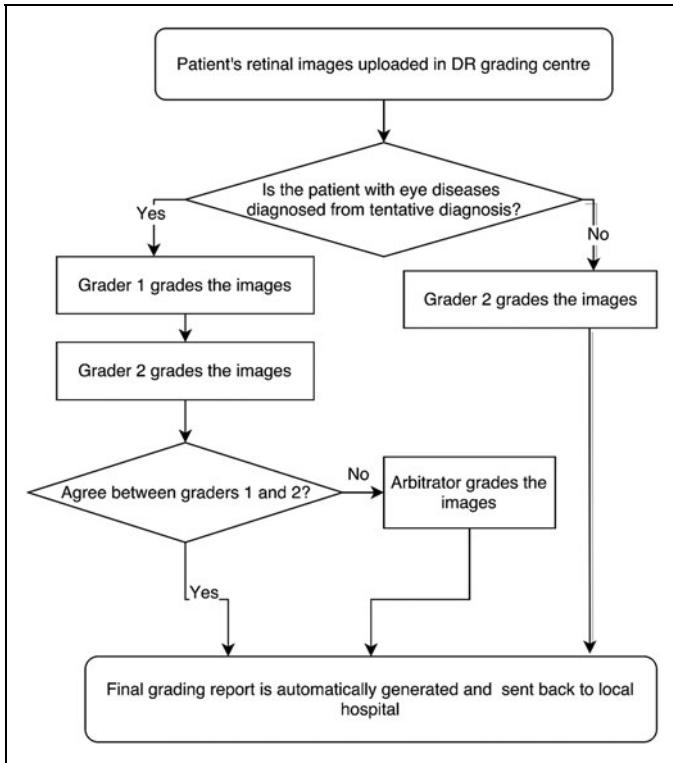 Patient's retinal images uploaded in DR grading centre
Is the patient with eye diseases
diagnosed from tentative diagnosis?
Yes
No
Grader 1 grades the images
Grader 2 grades the images
Grader 2 grades the images
Agree between graders 1 and 2?
No
Arbitrator grades the
images
Yes
Final grading report is automatically generated and sent back to local
hospital